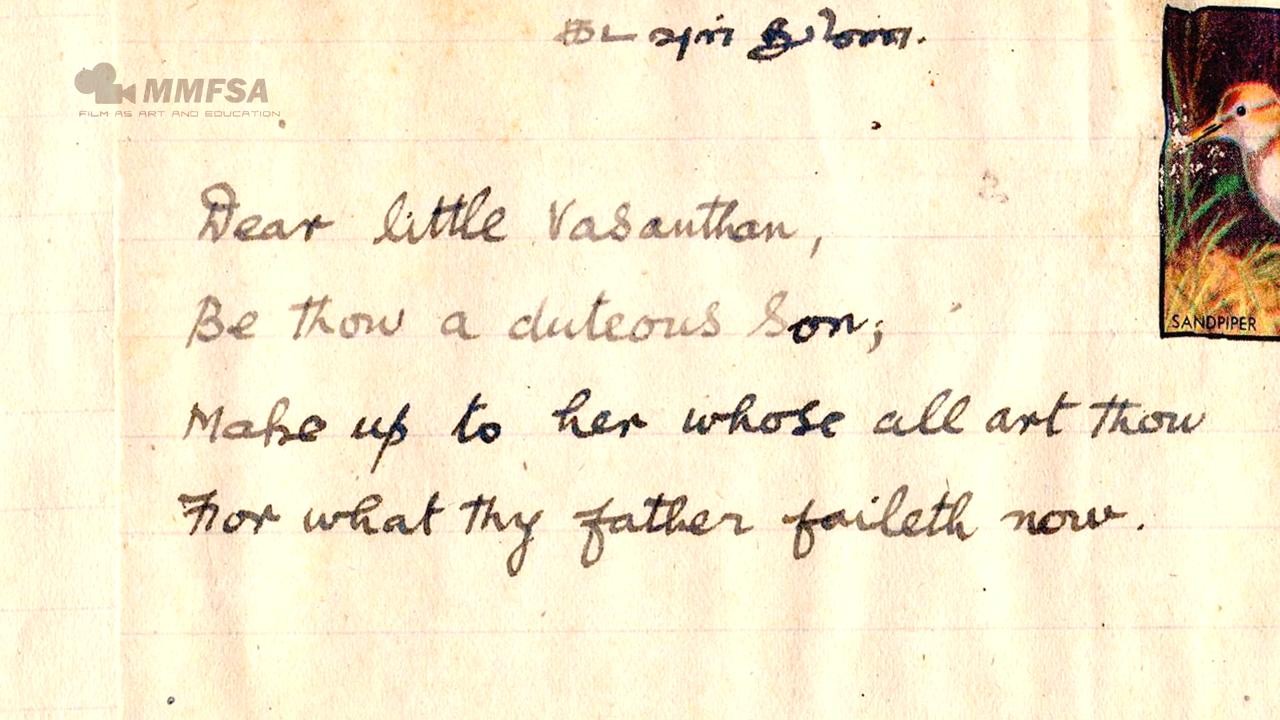 கடவுள் துணை.
MMFSA
FILM AS ART AND EDUCATION
Dear little Vasanthan,
Be thou a duteous Son;
Make up to her whose all art thou
For what thy father faileth now.
SANDPIPER